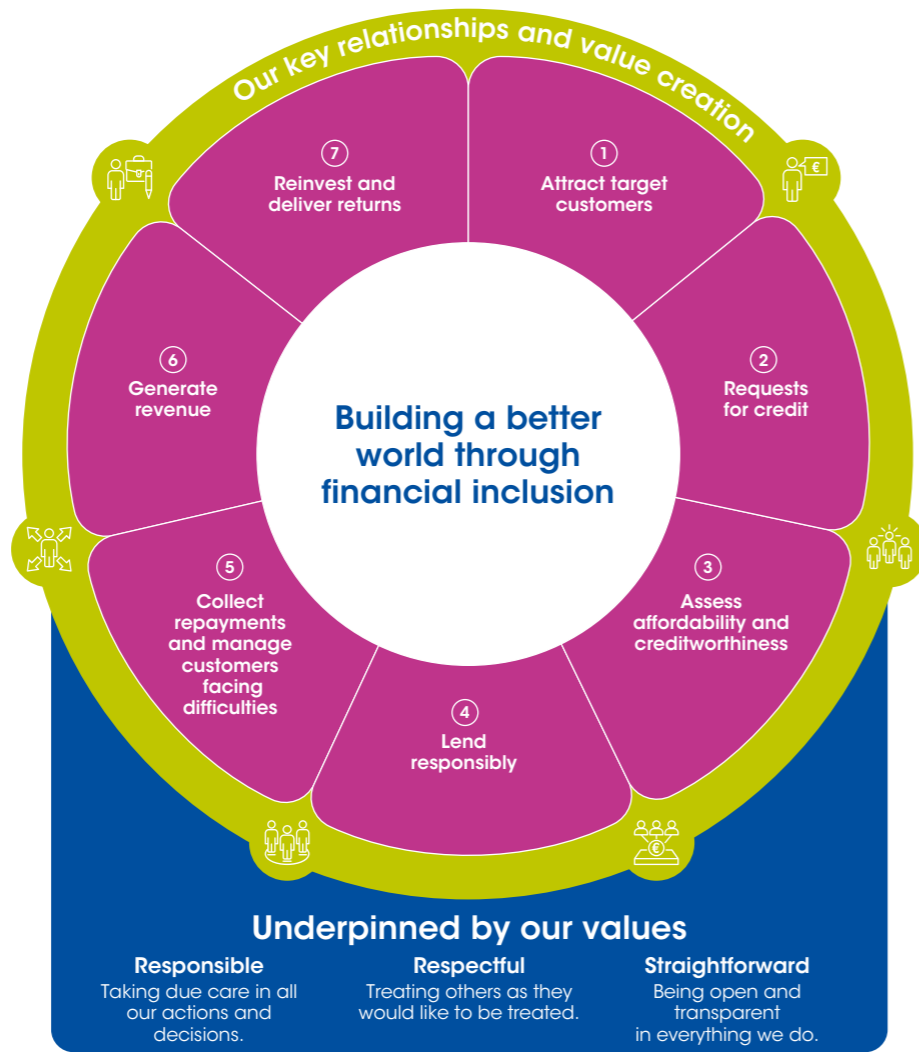 Our key relationships and value creation
1
Attract target
customers
2
Requests
for credit
3
Assess
affordability and
creditworthiness
4
Lend
responsibly
5
Collect
repayments
and manage
customers
facing
difficulties
6
Generate
revenue
7
Reinvest and
deliver returns
Building a better
world through
financial inclusion
€
€
Underpinned by our values
Responsible
Taking due care in all
our actions and
decisions.
Respectful
Treating others as they
would like to be treated.
Straightforward
Being open and
transparent
in everything we do.